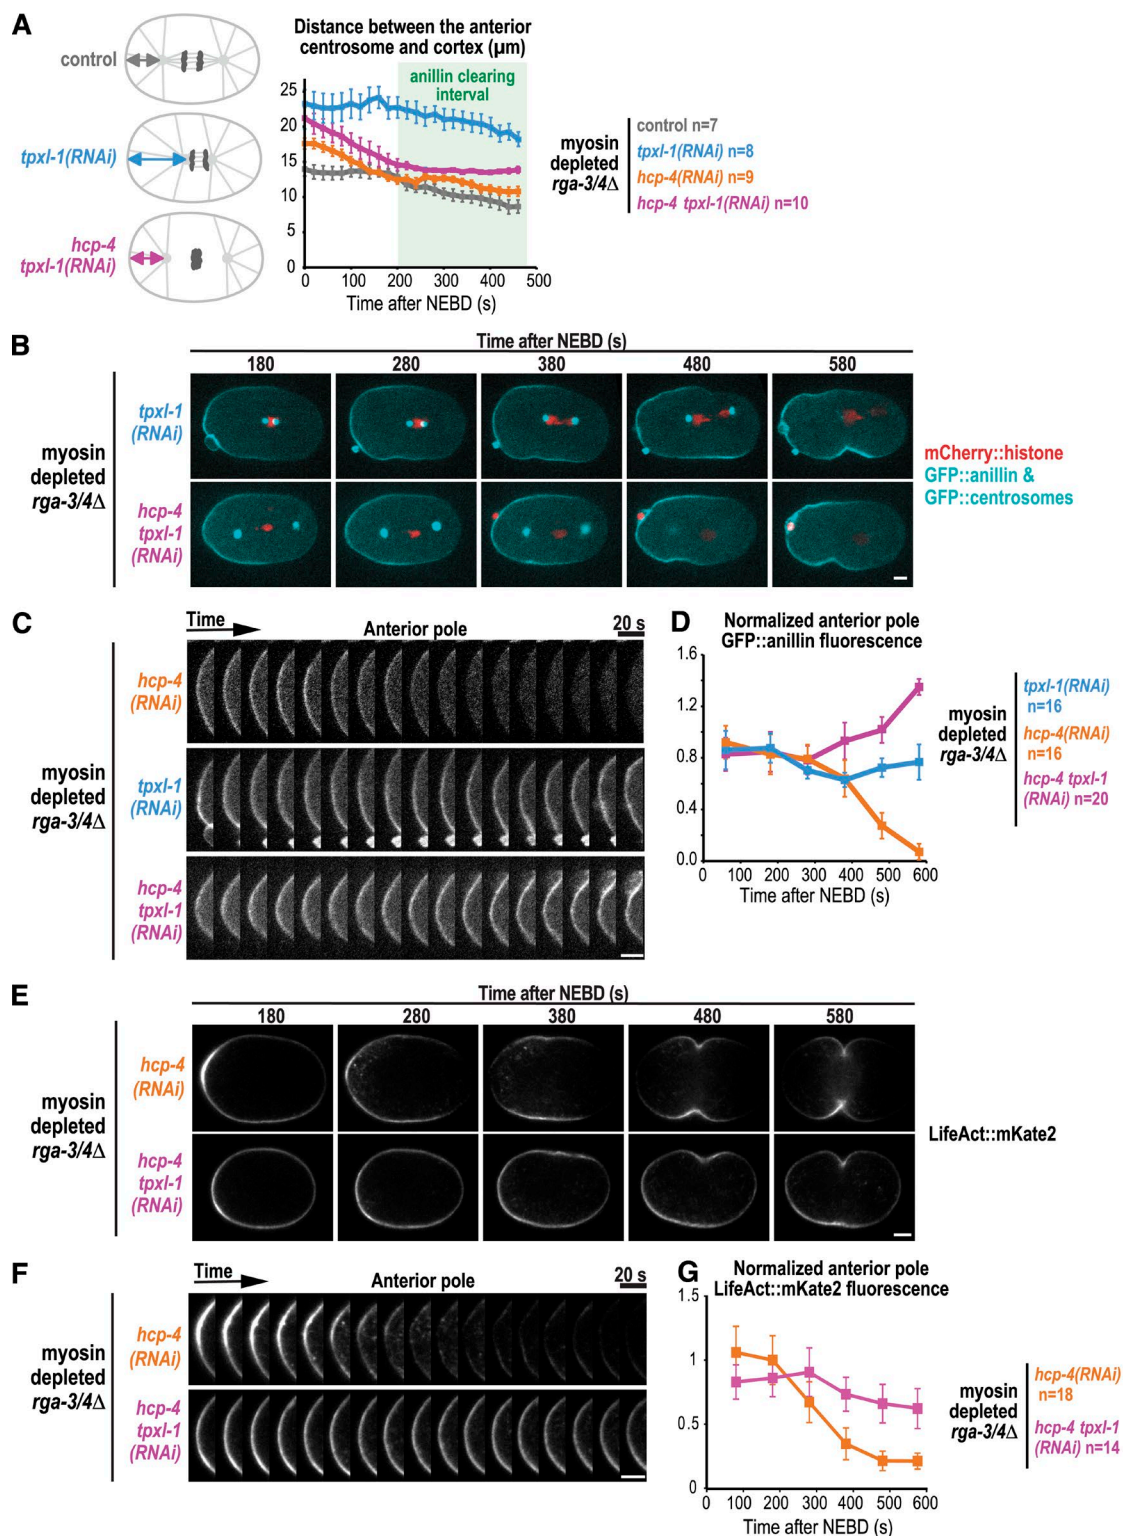 A
control
tpxl-1(RNAi)
hcp-4
tpxl-1(RNAi)
Distance between the anterior
centrosome and cortex (µm)
anillin clearing
interval
25
20
15
10
5
0
0 100 200 300 400 500
Time after NEBD (s)
myosin
depleted
rga-3/4Δ
control n=7
tpxl-1(RNAi) n=8
hcp-4(RNAi) n=9
hcp-4 tpxl-1(RNAi) n=10
B
Time after NEBD (s)
180 280 380 480 580
myosin
depleted
rga-3/4Δ
tpxl-1
(RNAi)
hcp-4
tpxl-1
(RNAi)
mCherry::histone
GFP::anillin &
GFP::centrosomes
C
Time
Anterior pole
20 s
myosin
depleted
rga-3/4Δ
hcp-4
(RNAi)
tpxl-1
(RNAi)
hcp-4
tpxl-1
(RNAi)
D
Normalized anterior pole
GFP::anillin fluorescence
1.6
1.2
0.8
0.4
0.0
0 100 200 300 400 500 600
Time after NEBD (s)
myosin
depleted
rga-3/4Δ
tpxl-1(RNAi)
n=16
hcp-4(RNAi)
n=16
hcp-4 tpxl-1
(RNAi) n=20
E
Time after NEBD (s)
180 280 380 480 580
myosin
depleted
rga-3/4Δ
hcp-4
(RNAi)
hcp-4
tpxl-1
(RNAi)
LifeAct::mKate2
F
Time
Anterior pole
20 s
myosin
depleted
rga-3/4Δ
hcp-4
(RNAi)
hcp-4
tpxl-1
(RNAi)
G
Normalized anterior pole
LifeAct::mKate2 fluorescence
1.5
1
0.5
0
0 100 200 300 400 500 600
Time after NEBD (s)
myosin
depleted
rga-3/4Δ
hcp-4(RNAi)
n=18
hcp-4 tpxl-1
(RNAi) n=14